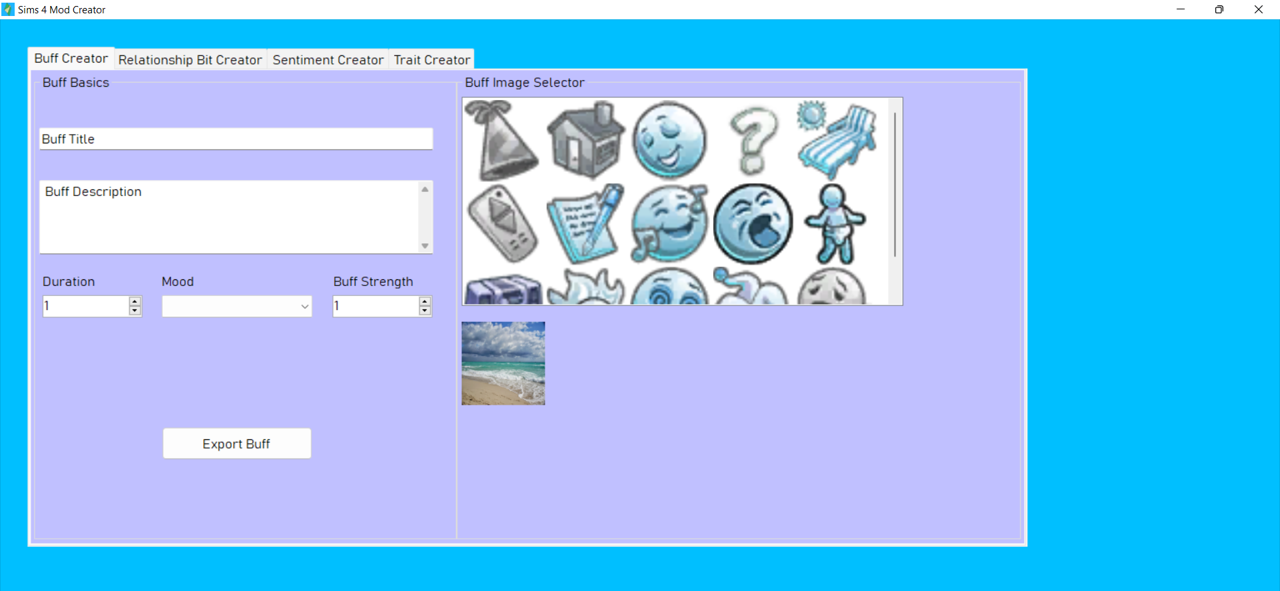 Sims 4 Mod Creator
Buff Creator Relationship Bit Creator Sentiment Creator Trait Creator
Buff Basics
Buff Title
Buff Description
Duration Mood Buff Strength
1 1
Export Buff
Buff Image Selector